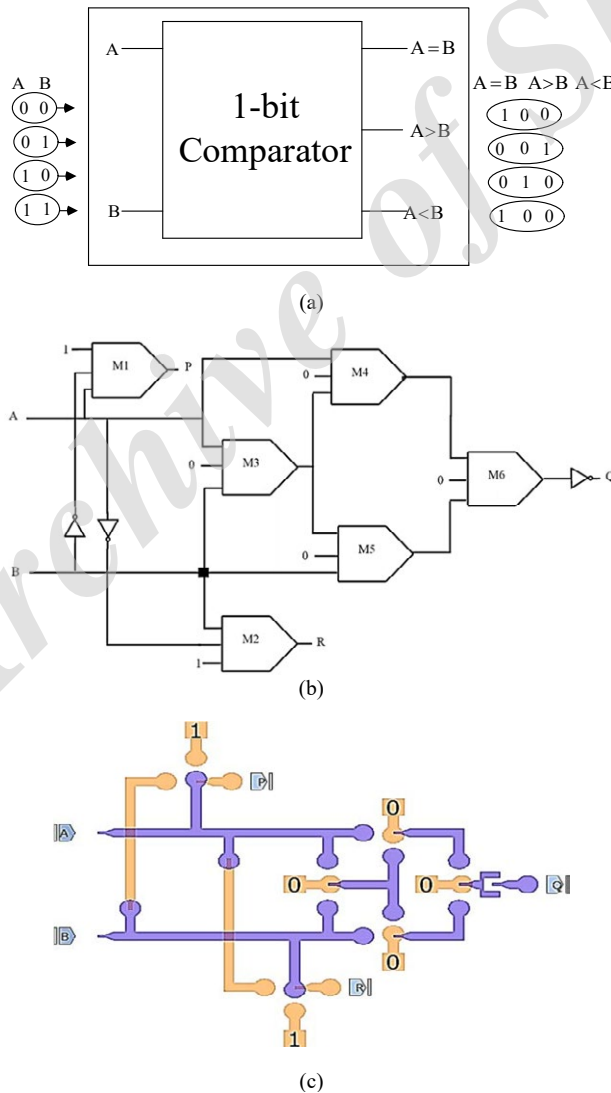 A
A=B
A B
A=B A>B A<B
0 0
1-bit
Comparator
1 0 0
0 1
A>B
0 0 1
1 0
0 1 0
1 1
B
A<B
1 0 0
(a)
1
M1
P
M4
0
A
M3
0
M6
0
Q
M5
0
B
M2
R
1
(b)
1
P
0
A
0
0
Q
B
0
R
1
(c)
Archive of S